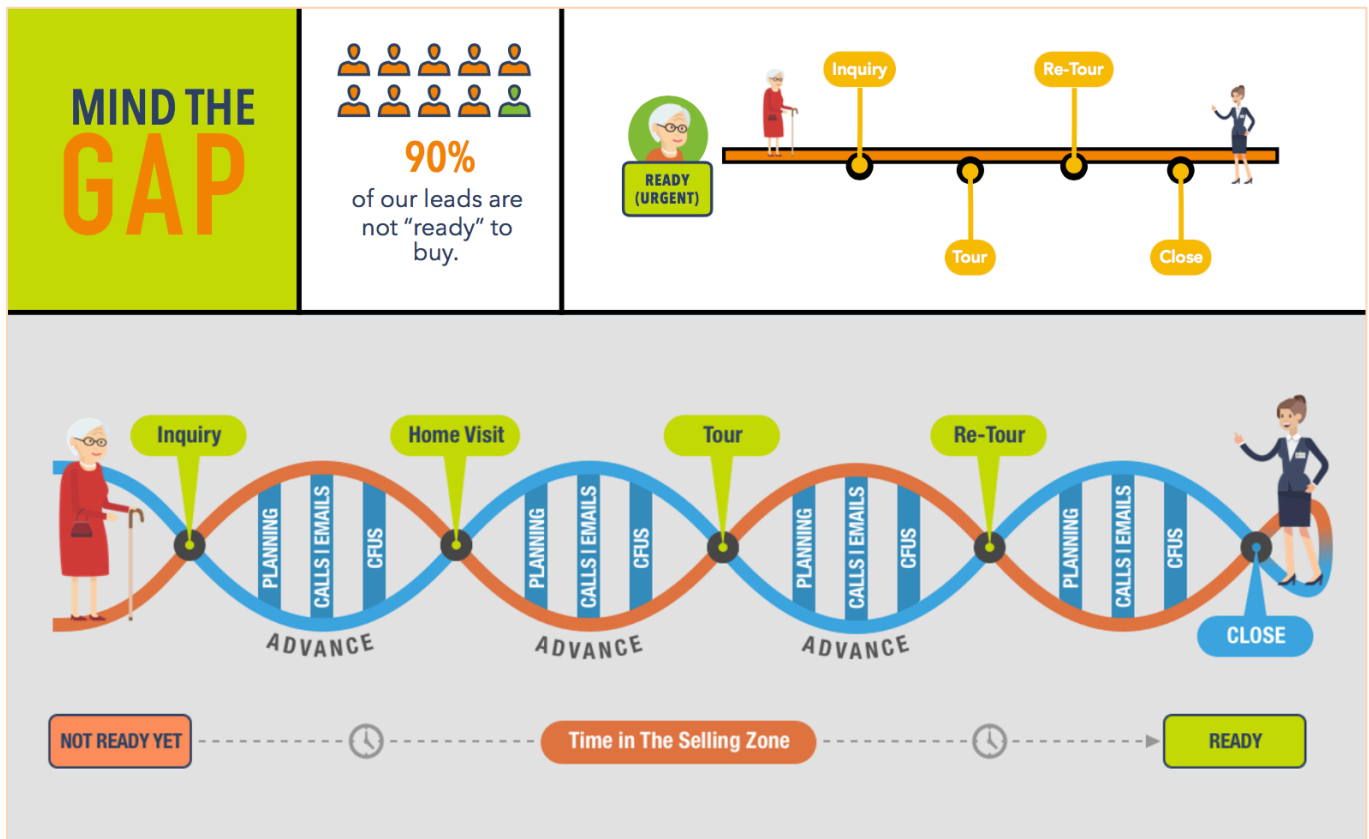 MIND THE
GAP
90%
of our leads are
not “ready” to
buy.
READY
(URGENT)
Inquiry
Re-Tour
Tour
Close
Inquiry
Home Visit
Tour
Re-Tour
PLANNING
CALLS | EMAILS
CFUS
PLANNING
CALLS | EMAILS
CFUS
PLANNING
CALLS | EMAILS
CFUS
PLANNING
CALLS | EMAILS
CFUS
ADVANCE
ADVANCE
ADVANCE
CLOSE
NOT READY YET
Time in The Selling Zone
READY